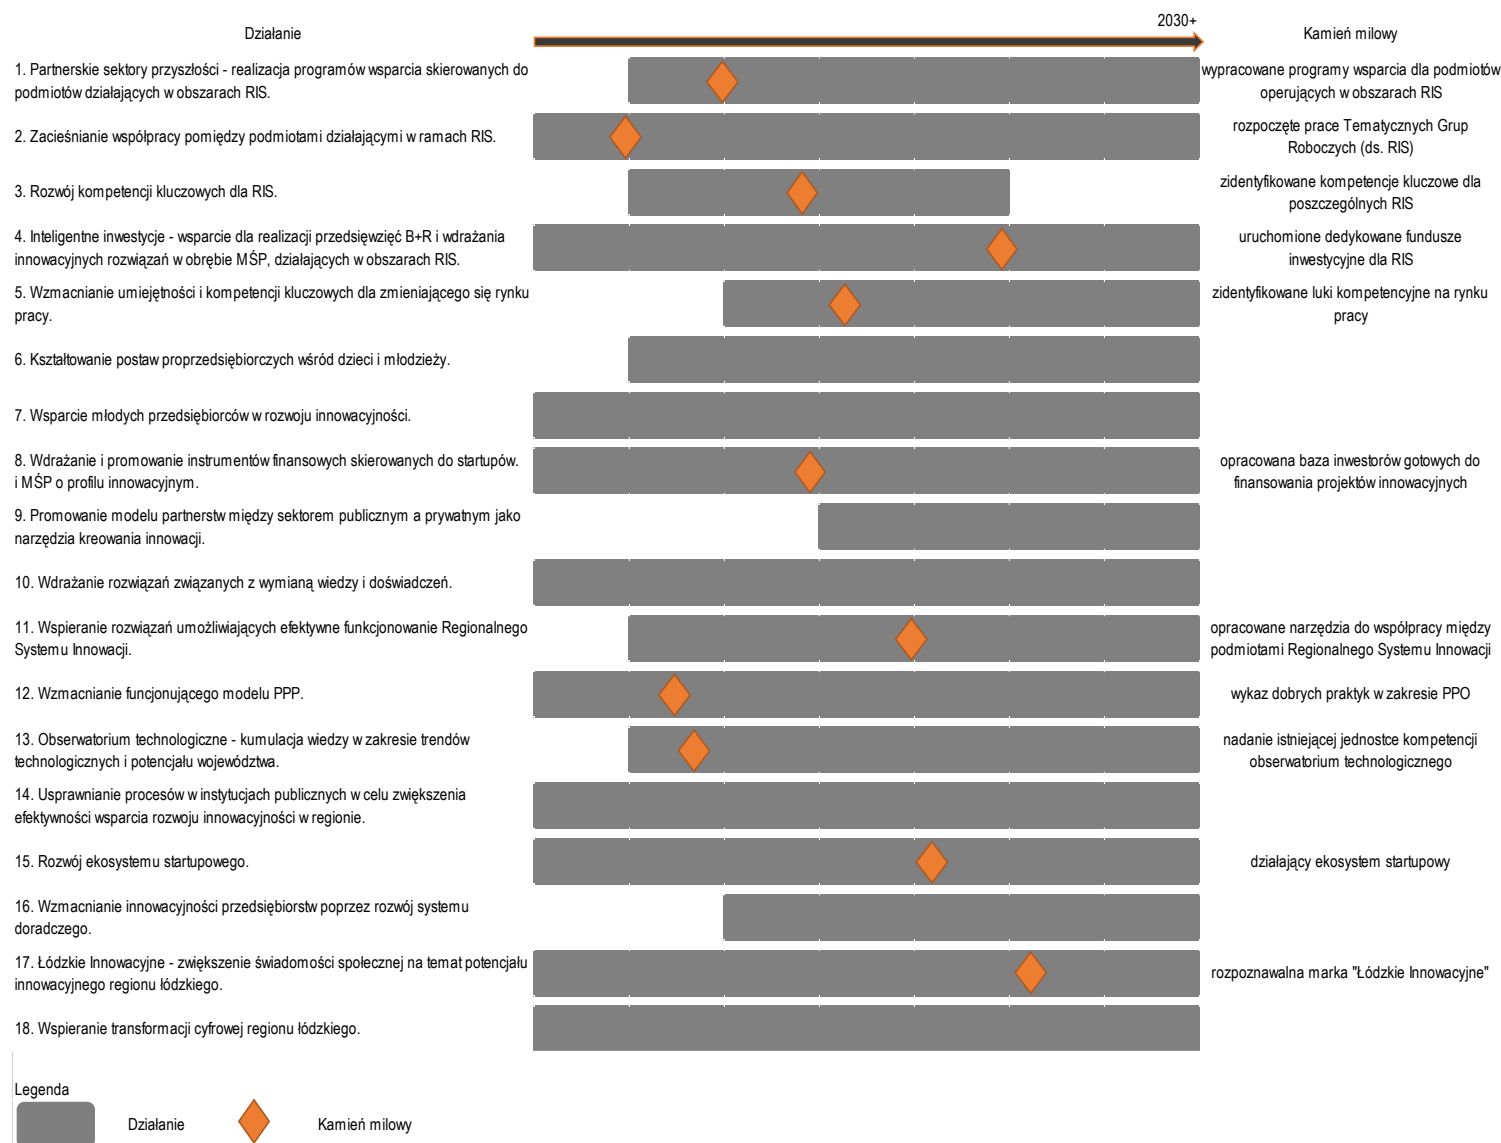 2030+
Działanie
Kamień milowy
1. Partnerskie sektory przyszłości - realizacja programów wsparcia skierowanych do
podmiotów działających w obszarach RIS.
wypracowane programy wsparcia dla podmiotów
operujących w obszarach RIS
2. Zacieśnianie współpracy pomiędzy podmiotami działającymi w ramach RIS.
rozpoczęte prace Tematycznych Grup
Roboczych (ds. RIS)
3. Rozwój kompetencji kluczowych dla RIS.
zidentyfikowane kompetencje kluczowe dla
poszczególnych RIS
4. Inteligentne inwestycje - wsparcie dla realizacji przedsięwzięć B+R i wdrażania
innowacyjnych rozwiązań w obrębie MŚP, działających w obszarach RIS.
uruchomione dedykowane fundusze
inwestycyjne dla RIS
5. Wzmacnianie umiejętności i kompetencji kluczowych dla zmieniającego się rynku
pracy.
zidentyfikowane luki kompetencyjne na rynku
pracy
6. Kształtowanie postaw proprzedsiębiorczych wśród dzieci i młodzieży.
7. Wsparcie młodych przedsiębiorców w rozwoju innowacyjności.
8. Wdrażanie i promowanie instrumentów finansowych skierowanych do startupów.
i MŚP o profilu innowacyjnym.
opracowana baza inwestorów gotowych do
finansowania projektów innowacyjnych
9. Promowanie modelu partnerstw między sektorem publicznym a prywatnym jako
narzędzia kreowania innowacji.
10. Wdrażanie rozwiązań związanych z wymianą wiedzy i doświadczeń.
11. Wspieranie rozwiązań umożliwiających efektywne funkcjonowanie Regionalnego
Systemu Innowacji.
opracowane narzędzia do współpracy między
podmiotami Regionalnego Systemu Innowacji
12. Wzmacnianie funcjonującego modelu PPP.
wykaz dobrych praktyk w zakresie PPO
13. Obserwatorium technologiczne - kumulacja wiedzy w zakresie trendów
technologicznych i potencjału województwa.
nadanie istniejącej jednostce kompetencji
obserwatorium technologicznego
14. Usprawnianie procesów w instytucjach publicznych w celu zwiększenia
efektywności wsparcia rozwoju innowacyjności w regionie.
15. Rozwój ekosystemu startupowego.
działający ekosystem startupowy
16. Wzmacnianie innowacyjności przedsiębiorstw poprzez rozwój systemu
doradczego.
17. Łódzkie Innowacyjne - zwiększenie świadomości społecznej na temat potencjału
innowacyjnego regionu łódzkiego.
rozpoznawalna marka "Łódzkie Innowacyjne"
18. Wspieranie transformacji cyfrowej regionu łódzkiego.
Legenda
Działanie
Kamień milowy